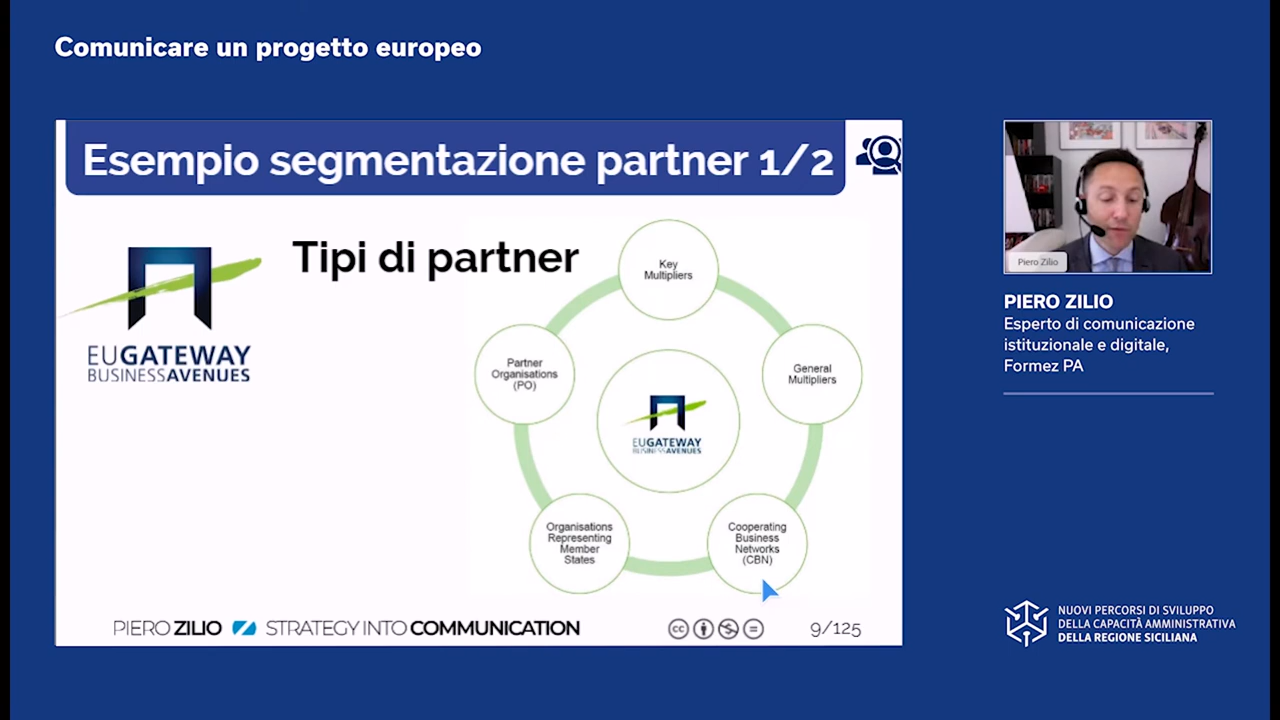 Comunicare un progetto europeo
Esempio segmentazione partner 1/2
Tipi di partner
EUGATEWAY
BUSINESSAVENUES
Key
Multipliers
Partner
Organisations
(PO)
General
Multipliers
EUGATEWAY
BUSINESSAVENUES
Organisations
Representing
Member
States
Cooperating
Business
Networks
(CBN)
PIERO ZILIO STRATEGY INTO COMMUNICATION
cc
9/125
Piero Zilio
PIERO ZILIO
Esperto di comunicazione
istituzionale e digitale,
Formez PA
NUOVI PERCORSI DI SVILUPPO
DELLA CAPACITÀ AMMINISTRATIVA
DELLA REGIONE SICILIANA